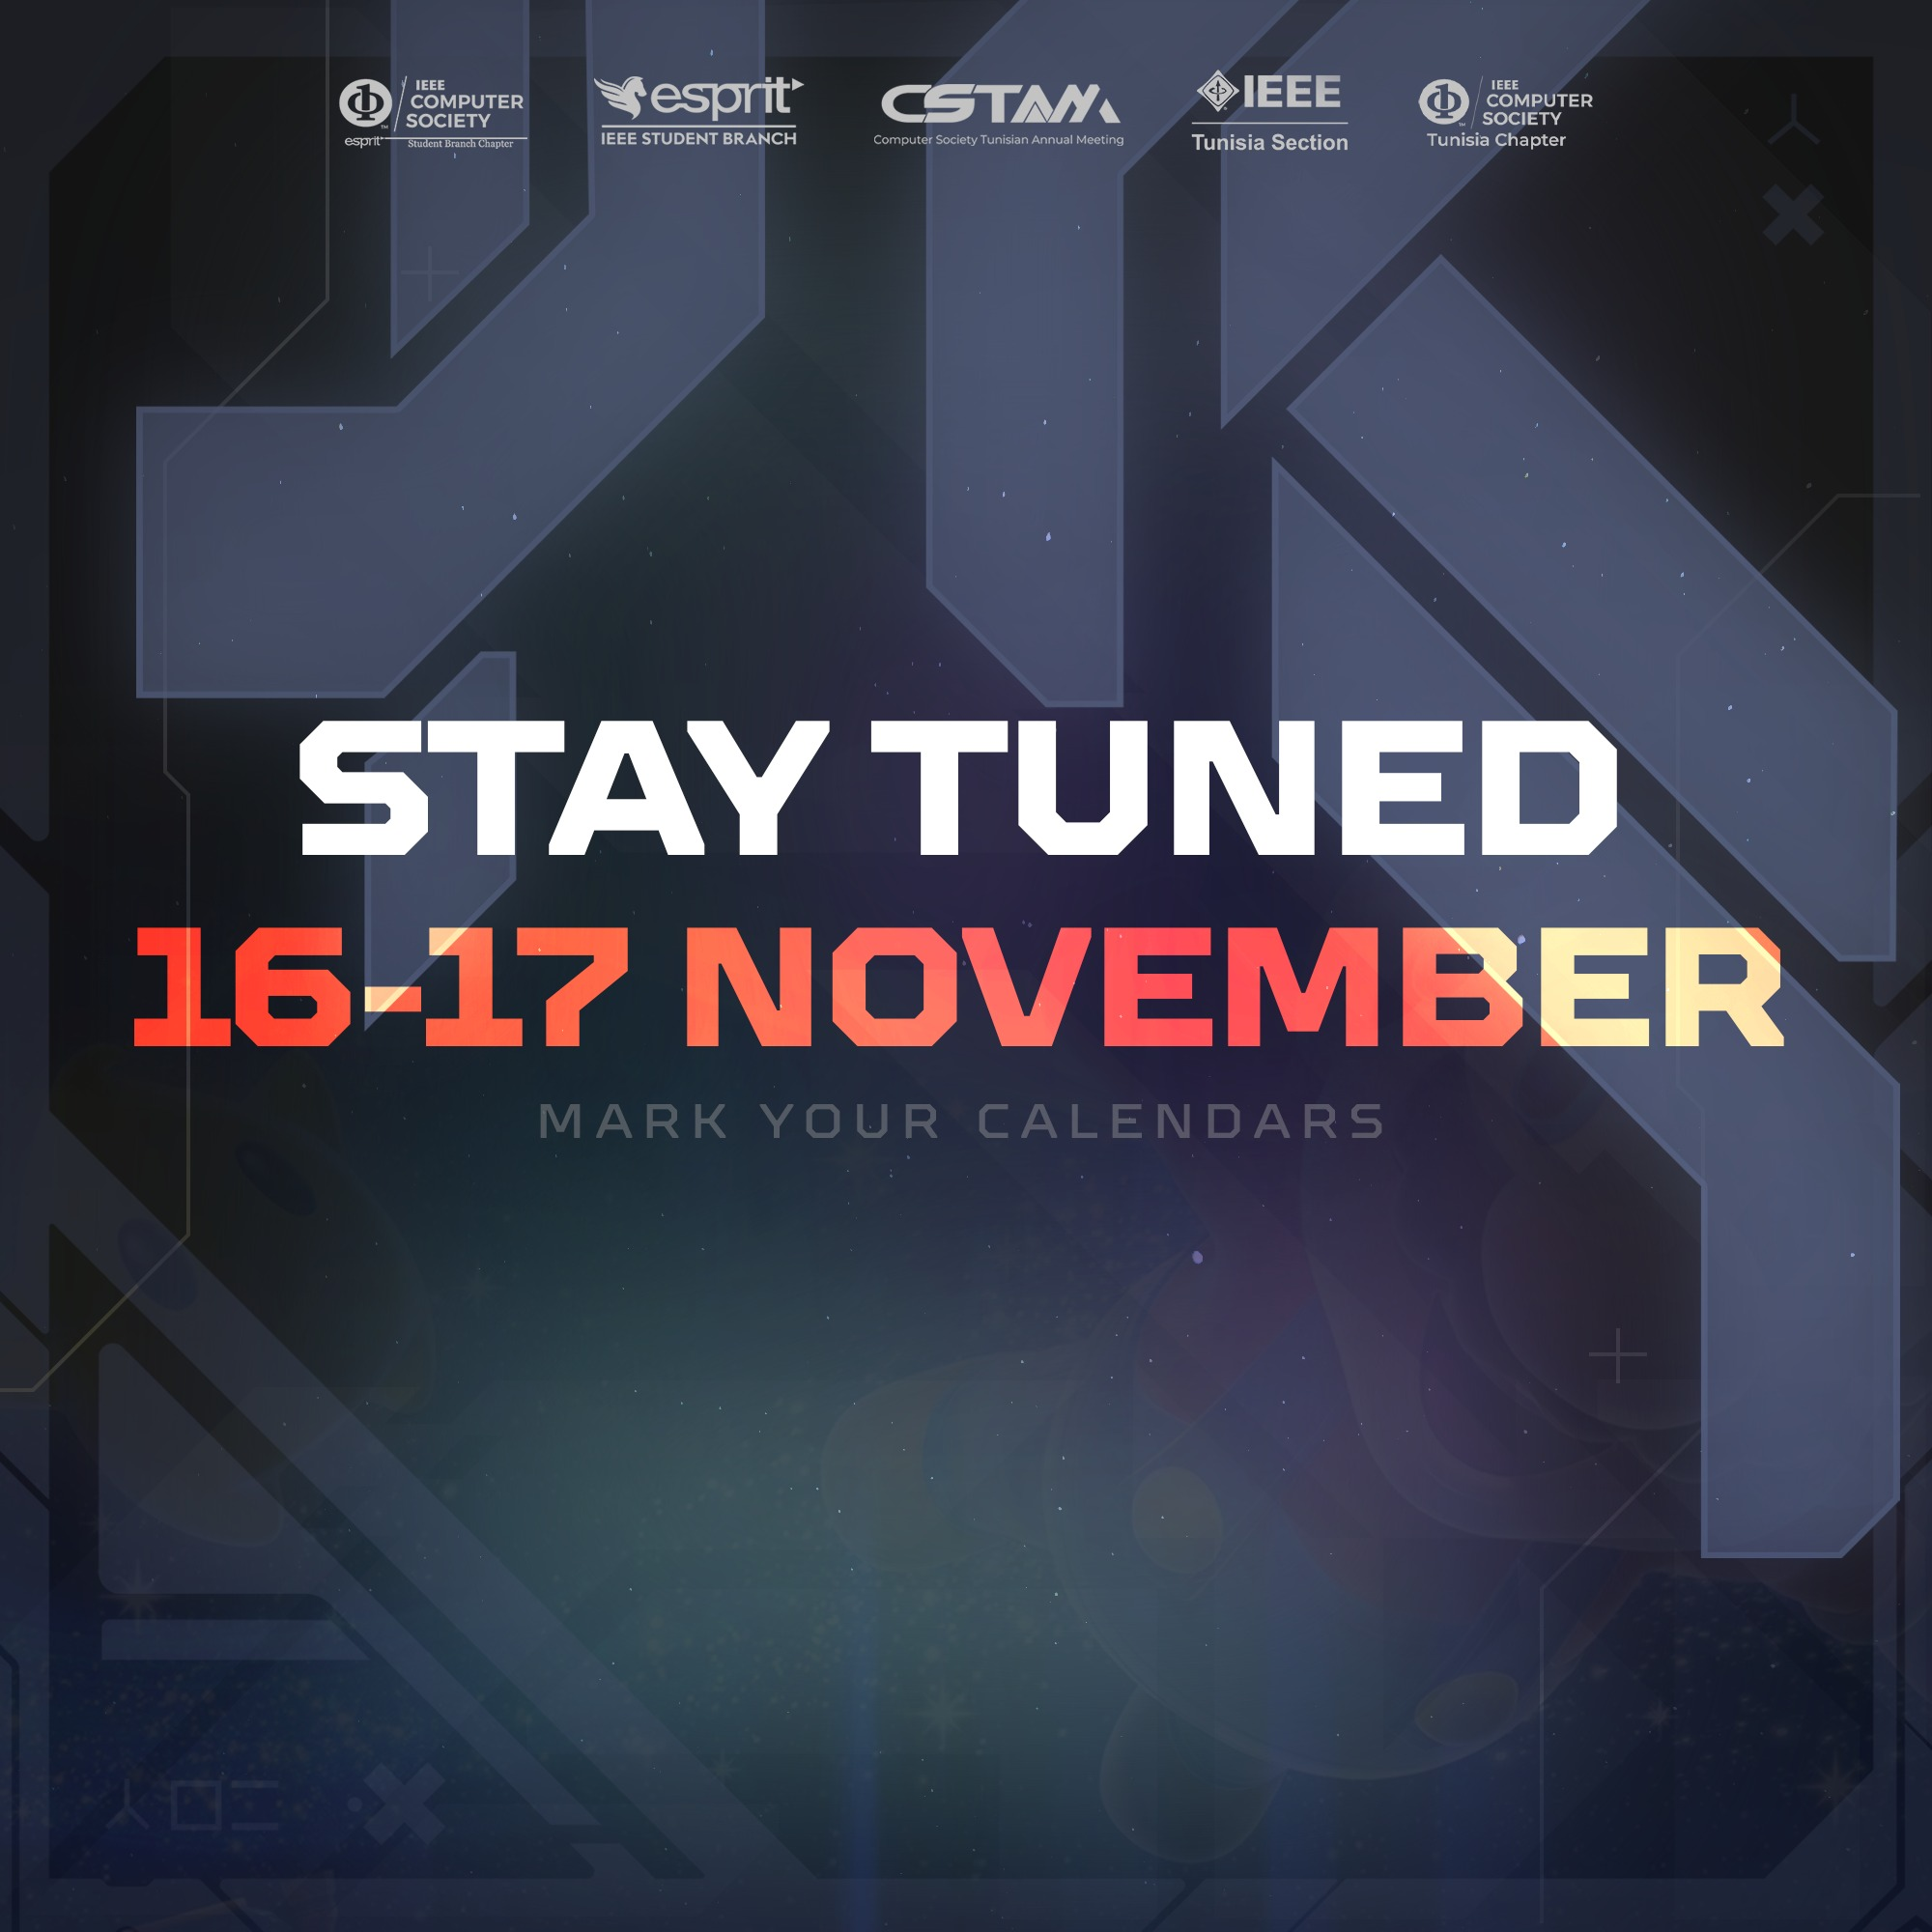 IEEE
COMPUTER
SOCIETY
esprit
Student Branch Chapter
esprit
IEEE STUDENT BRANCH
CSTAM
Computer Society Tunisian Annual Meeting
IEEE
Tunisia Section
IEEE
COMPUTER
SOCIETY
Tunisia Chapter
STAY TUNED
16-17 NOVEMBER
MARK YOUR CALENDARS